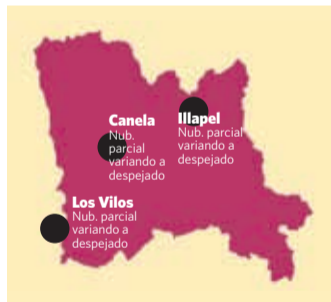 Canela
Nub.
parcial
variando a
despejado
Illapel
Nub. parcial
variando a
despejado
Los Vilos
Nub. parcial
variando a
despejado